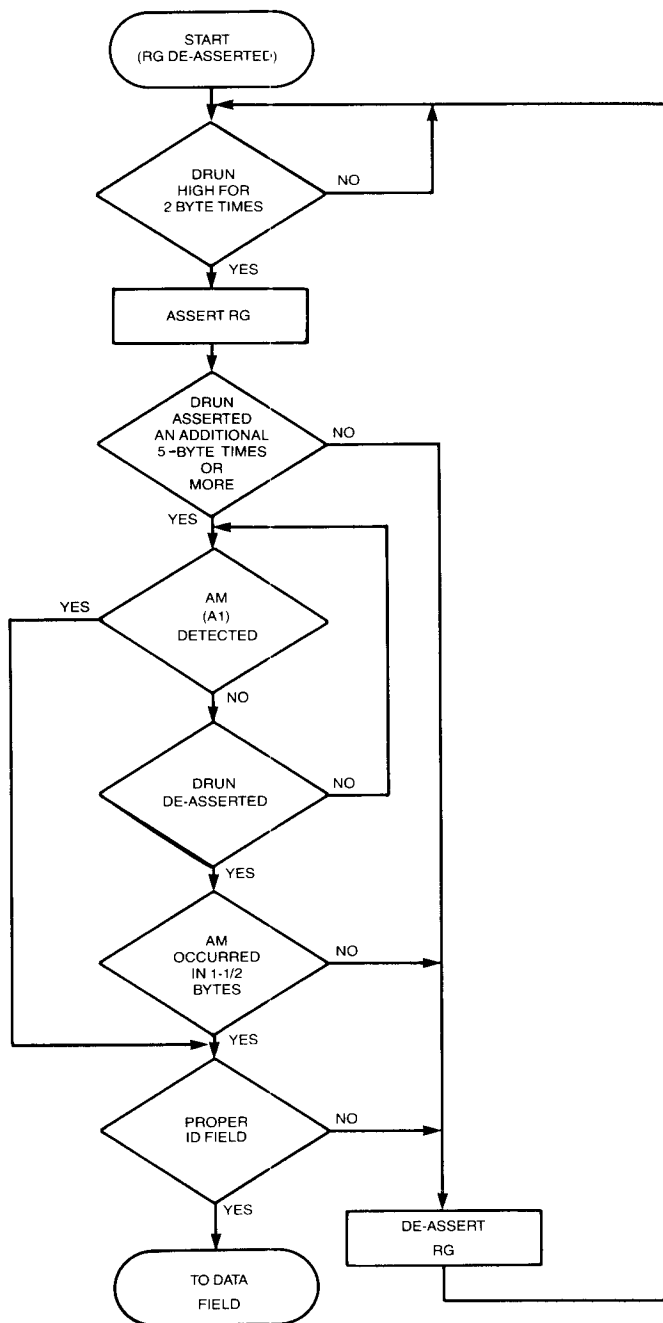 START
(RG DE-ASSERTED)
DRUN
HIGH FOR
2 BYTE TIMES
NO
YES
ASSERT RG
DRUN
ASSERTED
AN ADDITIONAL
5-BYTE TIMES
OR
MORE
NO
YES
YES
AM
(A1)
DETECTED
NO
DRUN
DE-ASSERTED
NO
YES
AM
OCCURRED
IN 1-1/2
BYTES
NO
YES
PROPER
ID FIELD
NO
YES
DE-ASSERT
RG
TO DATA
FIELD